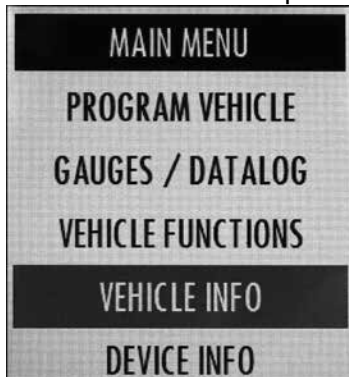 MAIN MENU
PROGRAM VEHICLE
GAUGES / DATALOG
VEHICLE FUNCTIONS
VEHICLE INFO
DEVICE INFO